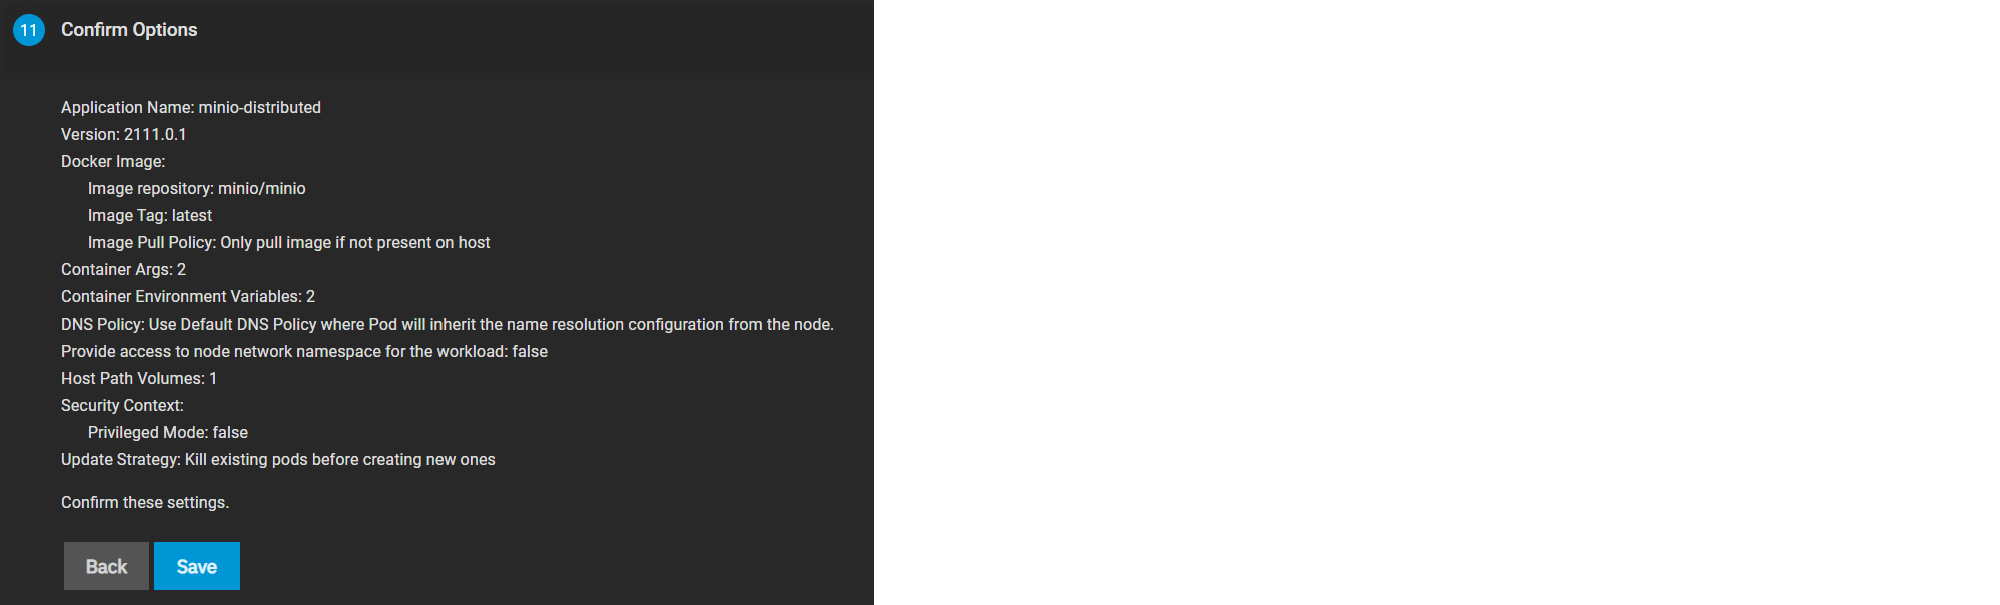 11 Confirm Options
Application Name: minio-distributed
Version: 2111.0.1
Docker Image:
Image repository: minio/minio
Image Tag: latest
Image Pull Policy: Only pull image if not present on host
Container Args: 2
Container Environment Variables: 2
DNS Policy: Use Default DNS Policy where Pod will inherit the name resolution configuration from the node.
Provide access to node network namespace for the workload: false
Host Path Volumes: 1
Security Context:
Privileged Mode: false
Update Strategy: Kill existing pods before creating new ones
Confirm these settings.
Back Save